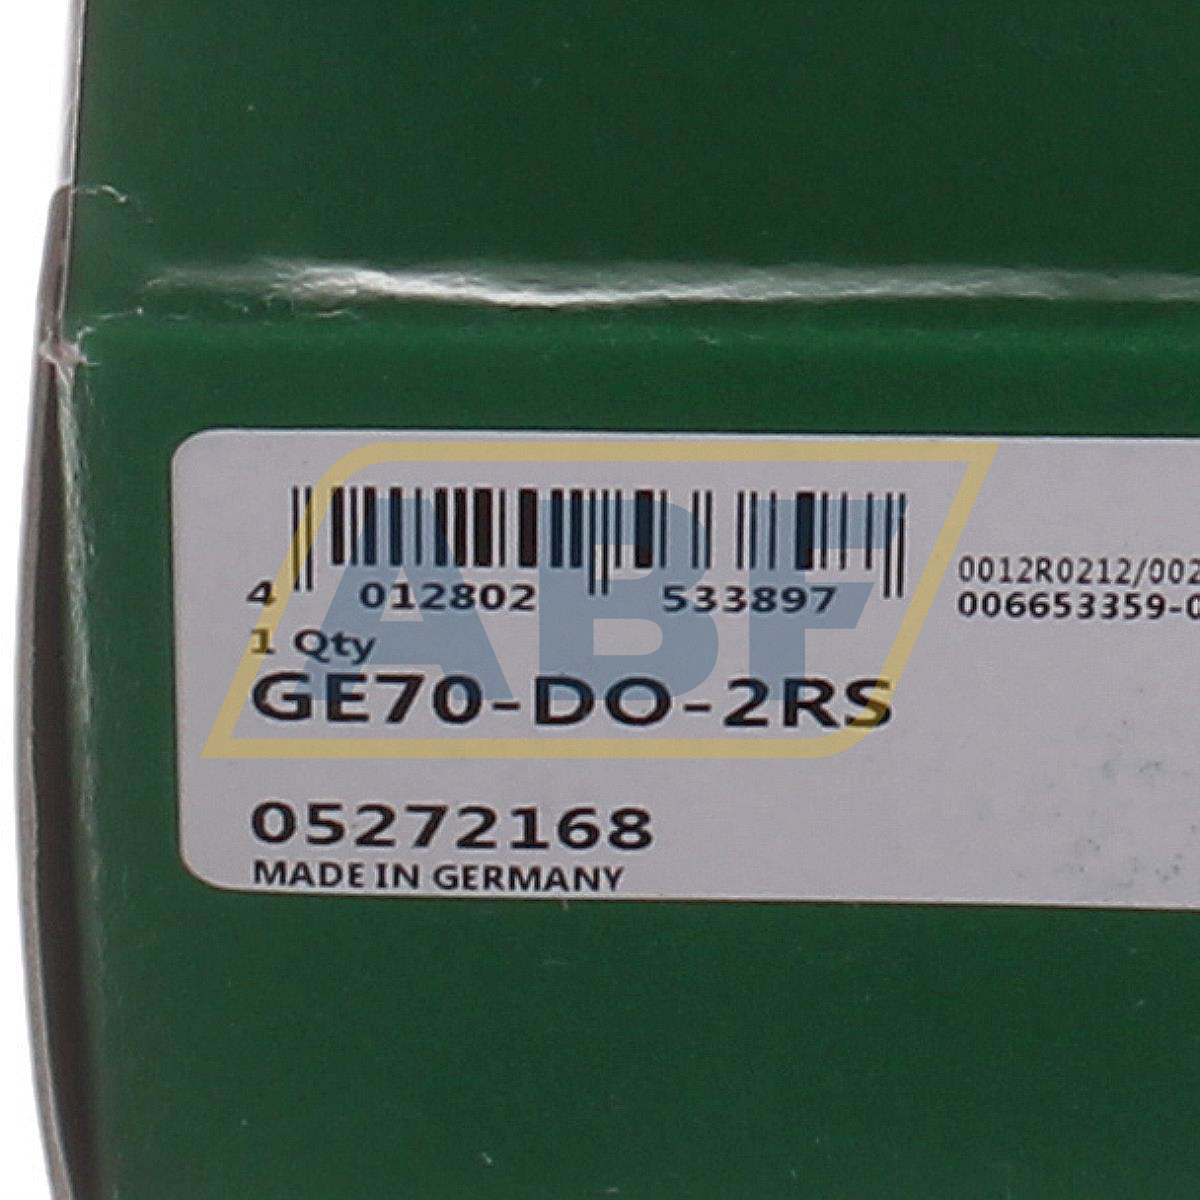 4 012802 533897
0012R0212/002
006653359-0
1 Qty
GE70-DO-2RS
05272168
MADE IN GERMANY
ABF